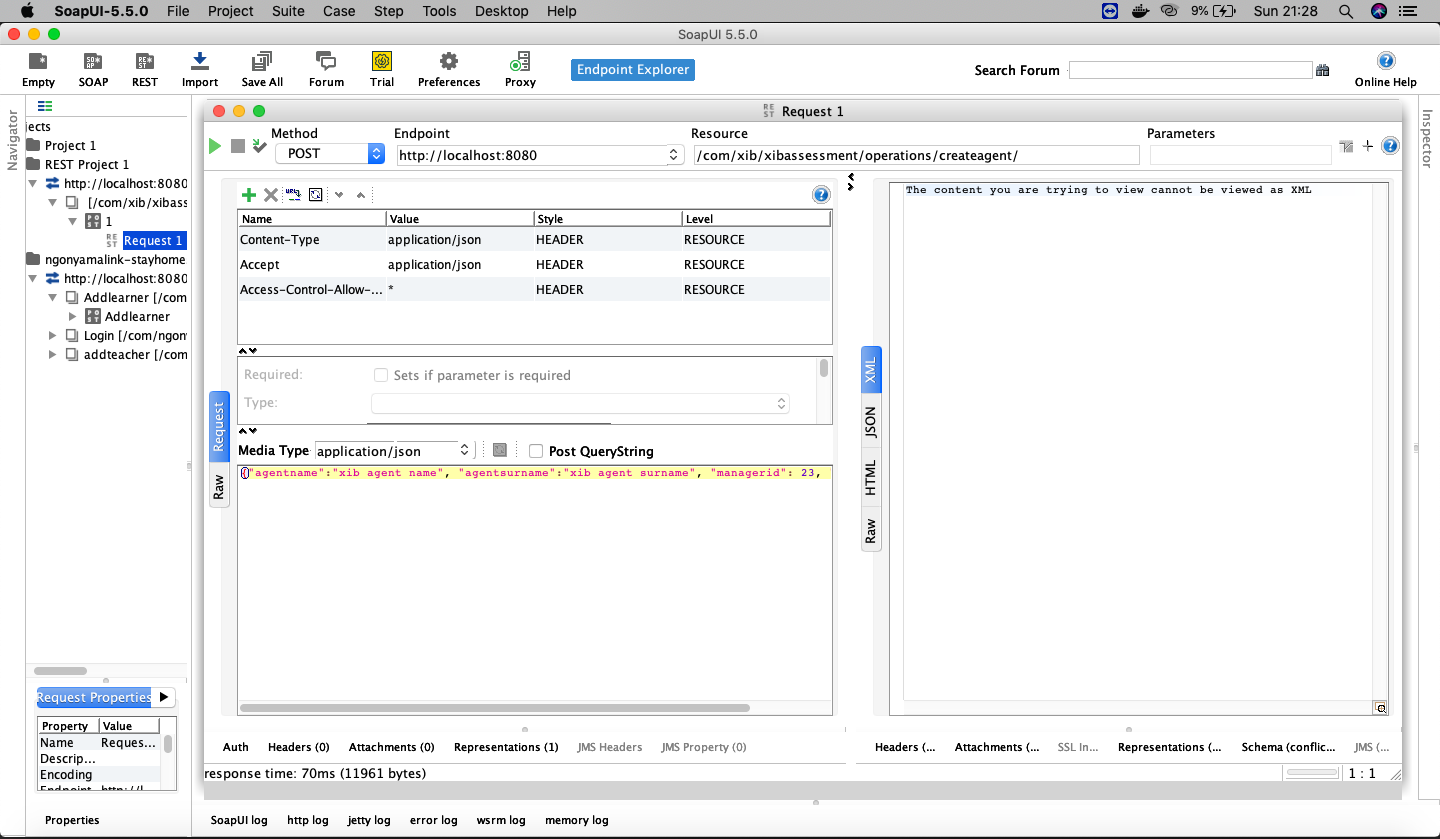 SoapUI-5.5.0 File Project Suite Case Step Tools Desktop Help 9% Sun 21:28
SoapUI 5.5.0
Empty SOAP REST Import Save All Forum Trial Preferences Proxy Endpoint Explorer Search Forum Online Help
Navigator
jects
Project 1
REST Project 1
http://localhost:8080
[/com/xib/xibass
1
Request 1
ngonyamalink-stayhome
http://localhost:8080
Addlearner [/com
Addlearner
Login [/com/ngon
addteacher [/com
Request Properties
Property Value
Name Reques...
Descrip...
Encoding
Endpoint http://l
Properties
Request 1
Method Endpoint Resource Parameters
POST http://localhost:8080 /com/xib/xibassessment/operations/createagent/
Name Value Style Level
Content-Type application/json HEADER RESOURCE
Accept application/json HEADER RESOURCE
Access-Control-Allow-... * HEADER RESOURCE
Required: Sets if parameter is required
Type:
Request
Raw
Media Type application/json Post QueryString
{"agentname":"xib agent name", "agentsurname":"xib agent surname", "managerid": 23,
Auth Headers (0) Attachments (0) Representations (1) JMS Headers JMS Property (0)
response time: 70ms (11961 bytes)
XML
JSON
HTML
Raw
The content you are trying to view cannot be viewed as XML
Headers (... Attachments (... SSL In... Representations (... Schema (conflic... JMS (...
1 : 1
Inspector
SoapUI log http log jetty log error log wsrm log memory log